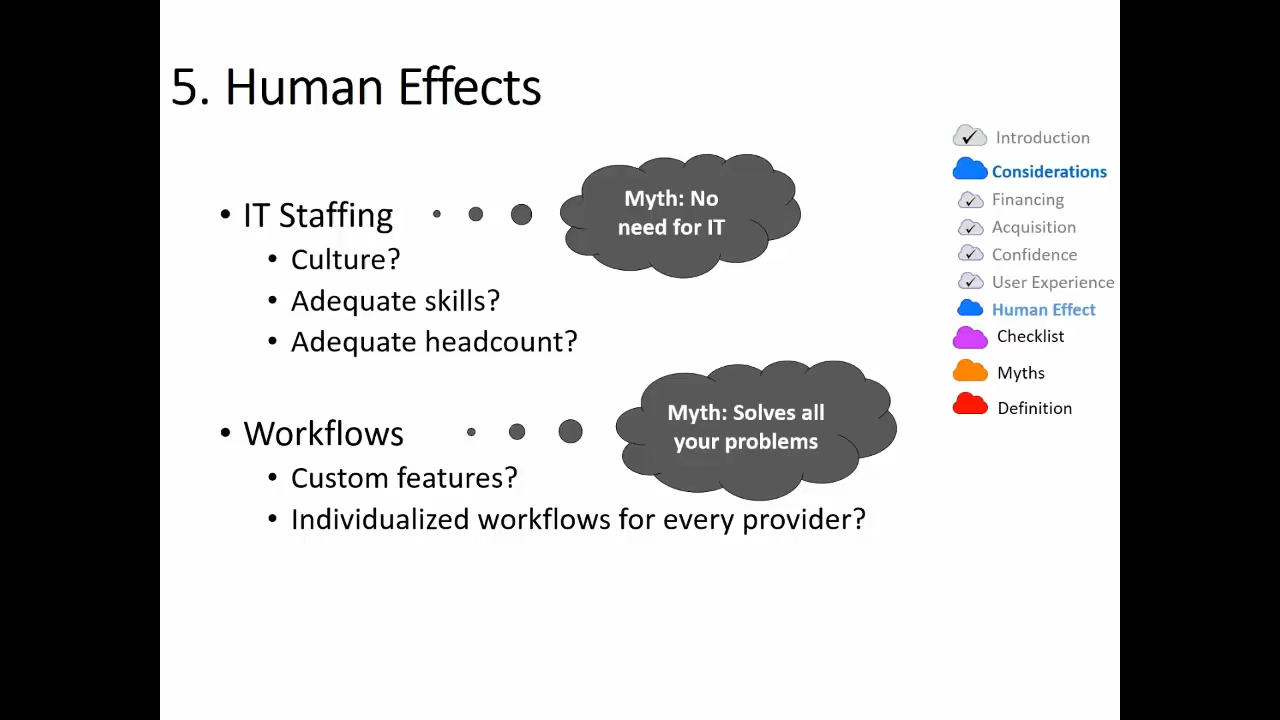 5. Human Effects
• IT Staffing
• Culture?
• Adequate skills?
• Adequate headcount?
Myth: No
need for IT
• Workflows
• Custom features?
• Individualized workflows for every provider?
Myth: Solves all
your problems
Introduction
Considerations
Financing
Acquisition
Confidence
User Experience
Human Effect
Checklist
Myths
Definition